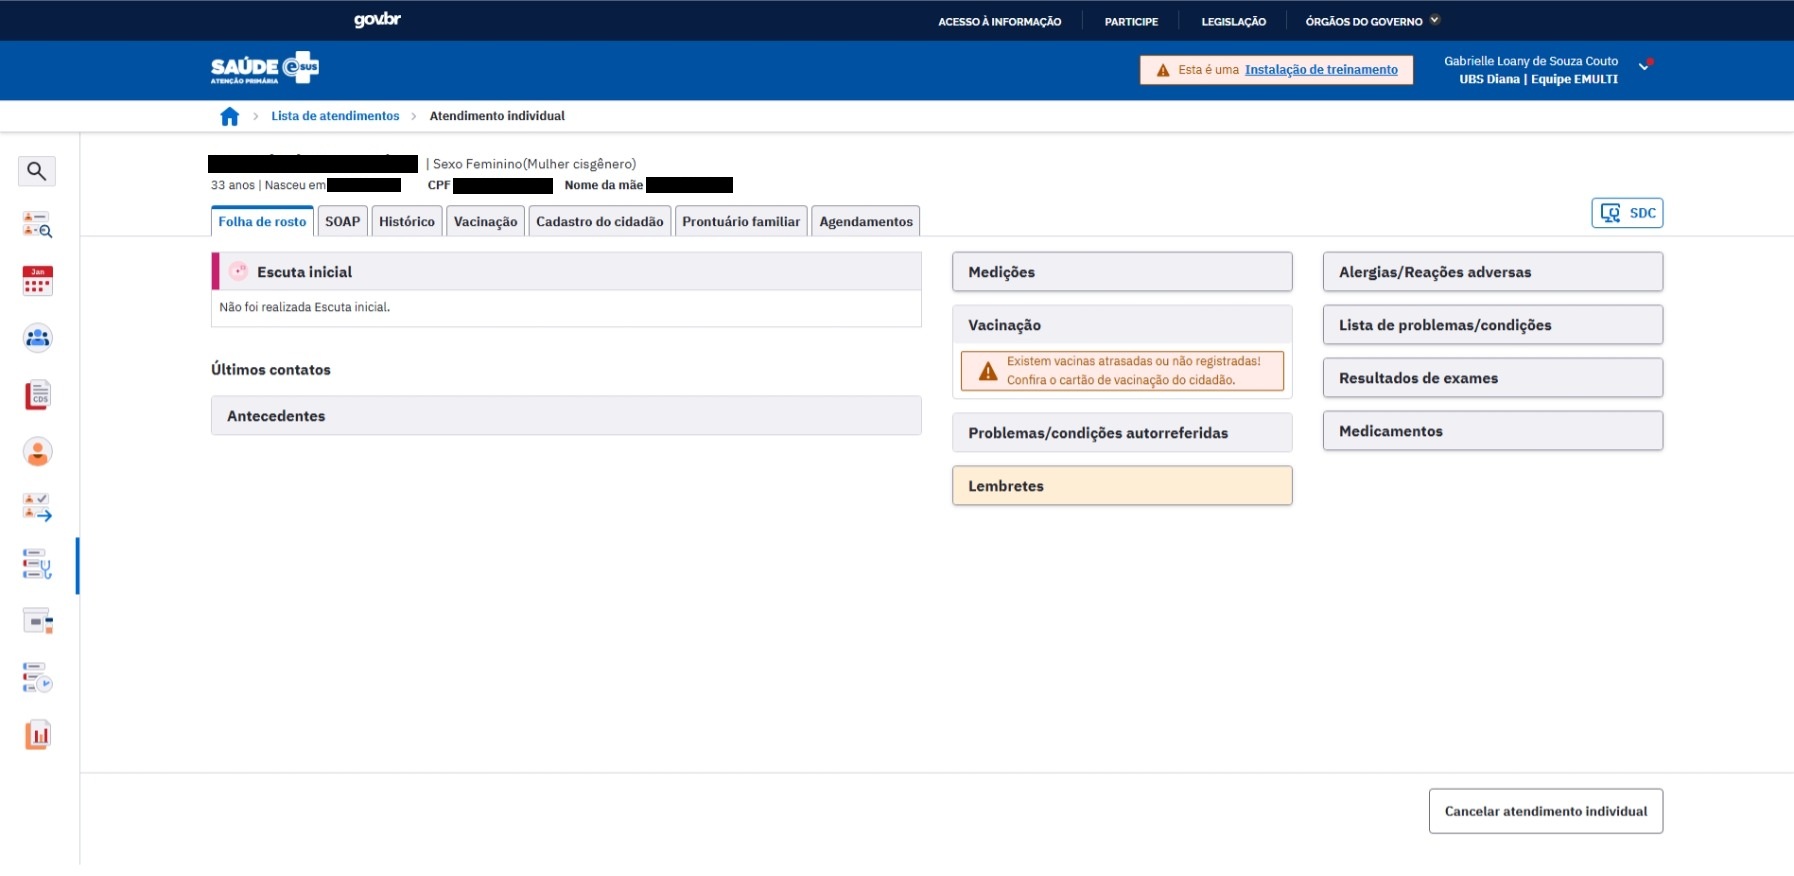 gov.br
ACESSO À INFORMAÇÃO
PARTICIPE
LEGISLAÇÃO
ÓRGÃOS DO GOVERNO
SAÚDE e SUS
ATENÇÃO PRIMÁRIA
Esta é uma Instalação de treinamento
Gabrielle Loany de Souza Couto
UBS Diana | Equipe EMULTI
Lista de atendimentos
Atendimento individual
| Sexo Feminino(Mulher cisgênero)
33 anos | Nasceu em
CPF
Nome da mãe
Folha de rosto
SOAP
Histórico
Vacinação
Cadastro do cidadão
Prontuário familiar
Agendamentos
SDC
Jan
CDS
Escuta inicial
Não foi realizada Escuta inicial.
Últimos contatos
Antecedentes
Medições
Vacinação
Existem vacinas atrasadas ou não registradas!
Confira o cartão de vacinação do cidadão.
Problemas/condições autorreferidas
Lembretes
Alergias/Reações adversas
Lista de problemas/condições
Resultados de exames
Medicamentos
Cancelar atendimento individual